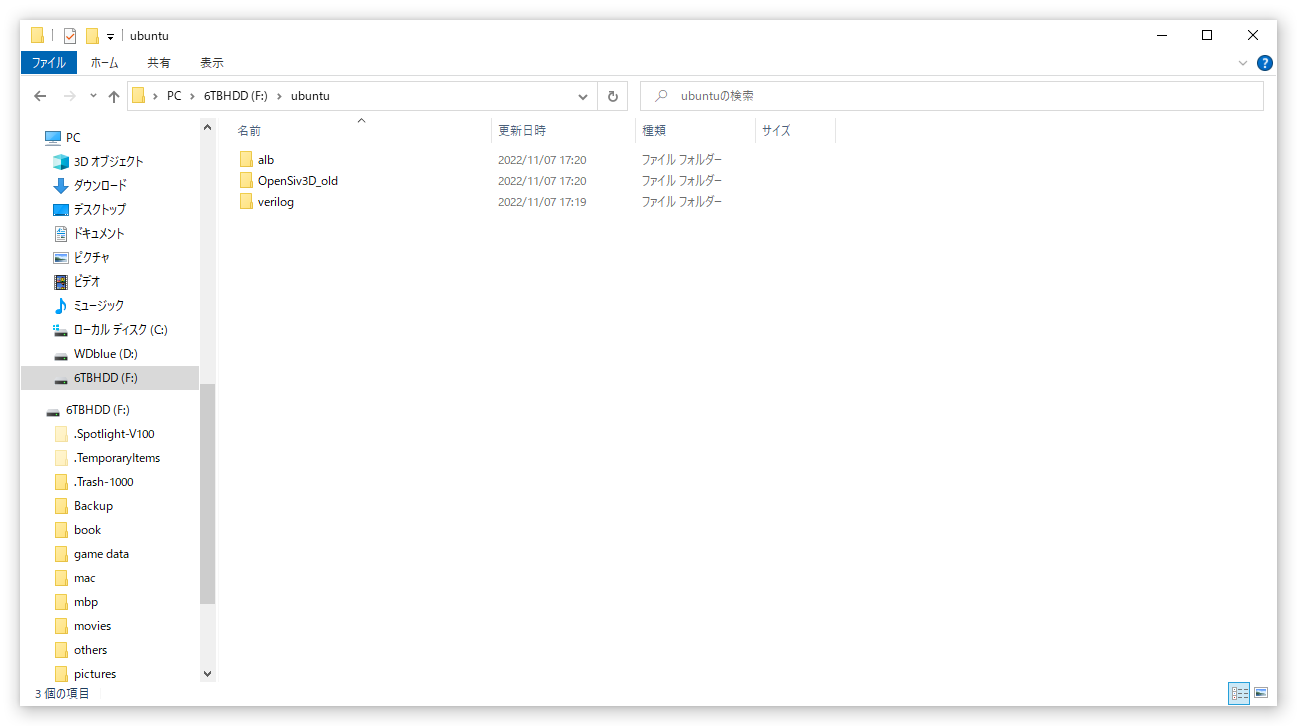 ubuntu
ファイル ホーム 共有 表示
PC 6TBHDD (F:) ubuntu
ubuntuの検索
PC
3D オブジェクト
ダウンロード
デスクトップ
ドキュメント
ピクチャ
ビデオ
ミュージック
ローカル ディスク (C:)
WDblue (D:)
6TBHDD (F:)
6TBHDD (F:)
.Spotlight-V100
.TemporaryItems
.Trash-1000
Backup
book
game data
mac
mbp
movies
others
pictures
名前 更新日時 種類 サイズ
alb 2022/11/07 17:20 ファイル フォルダー
OpenSiv3D_old 2022/11/07 17:20 ファイル フォルダー
verilog 2022/11/07 17:19 ファイル フォルダー
3 個の項目